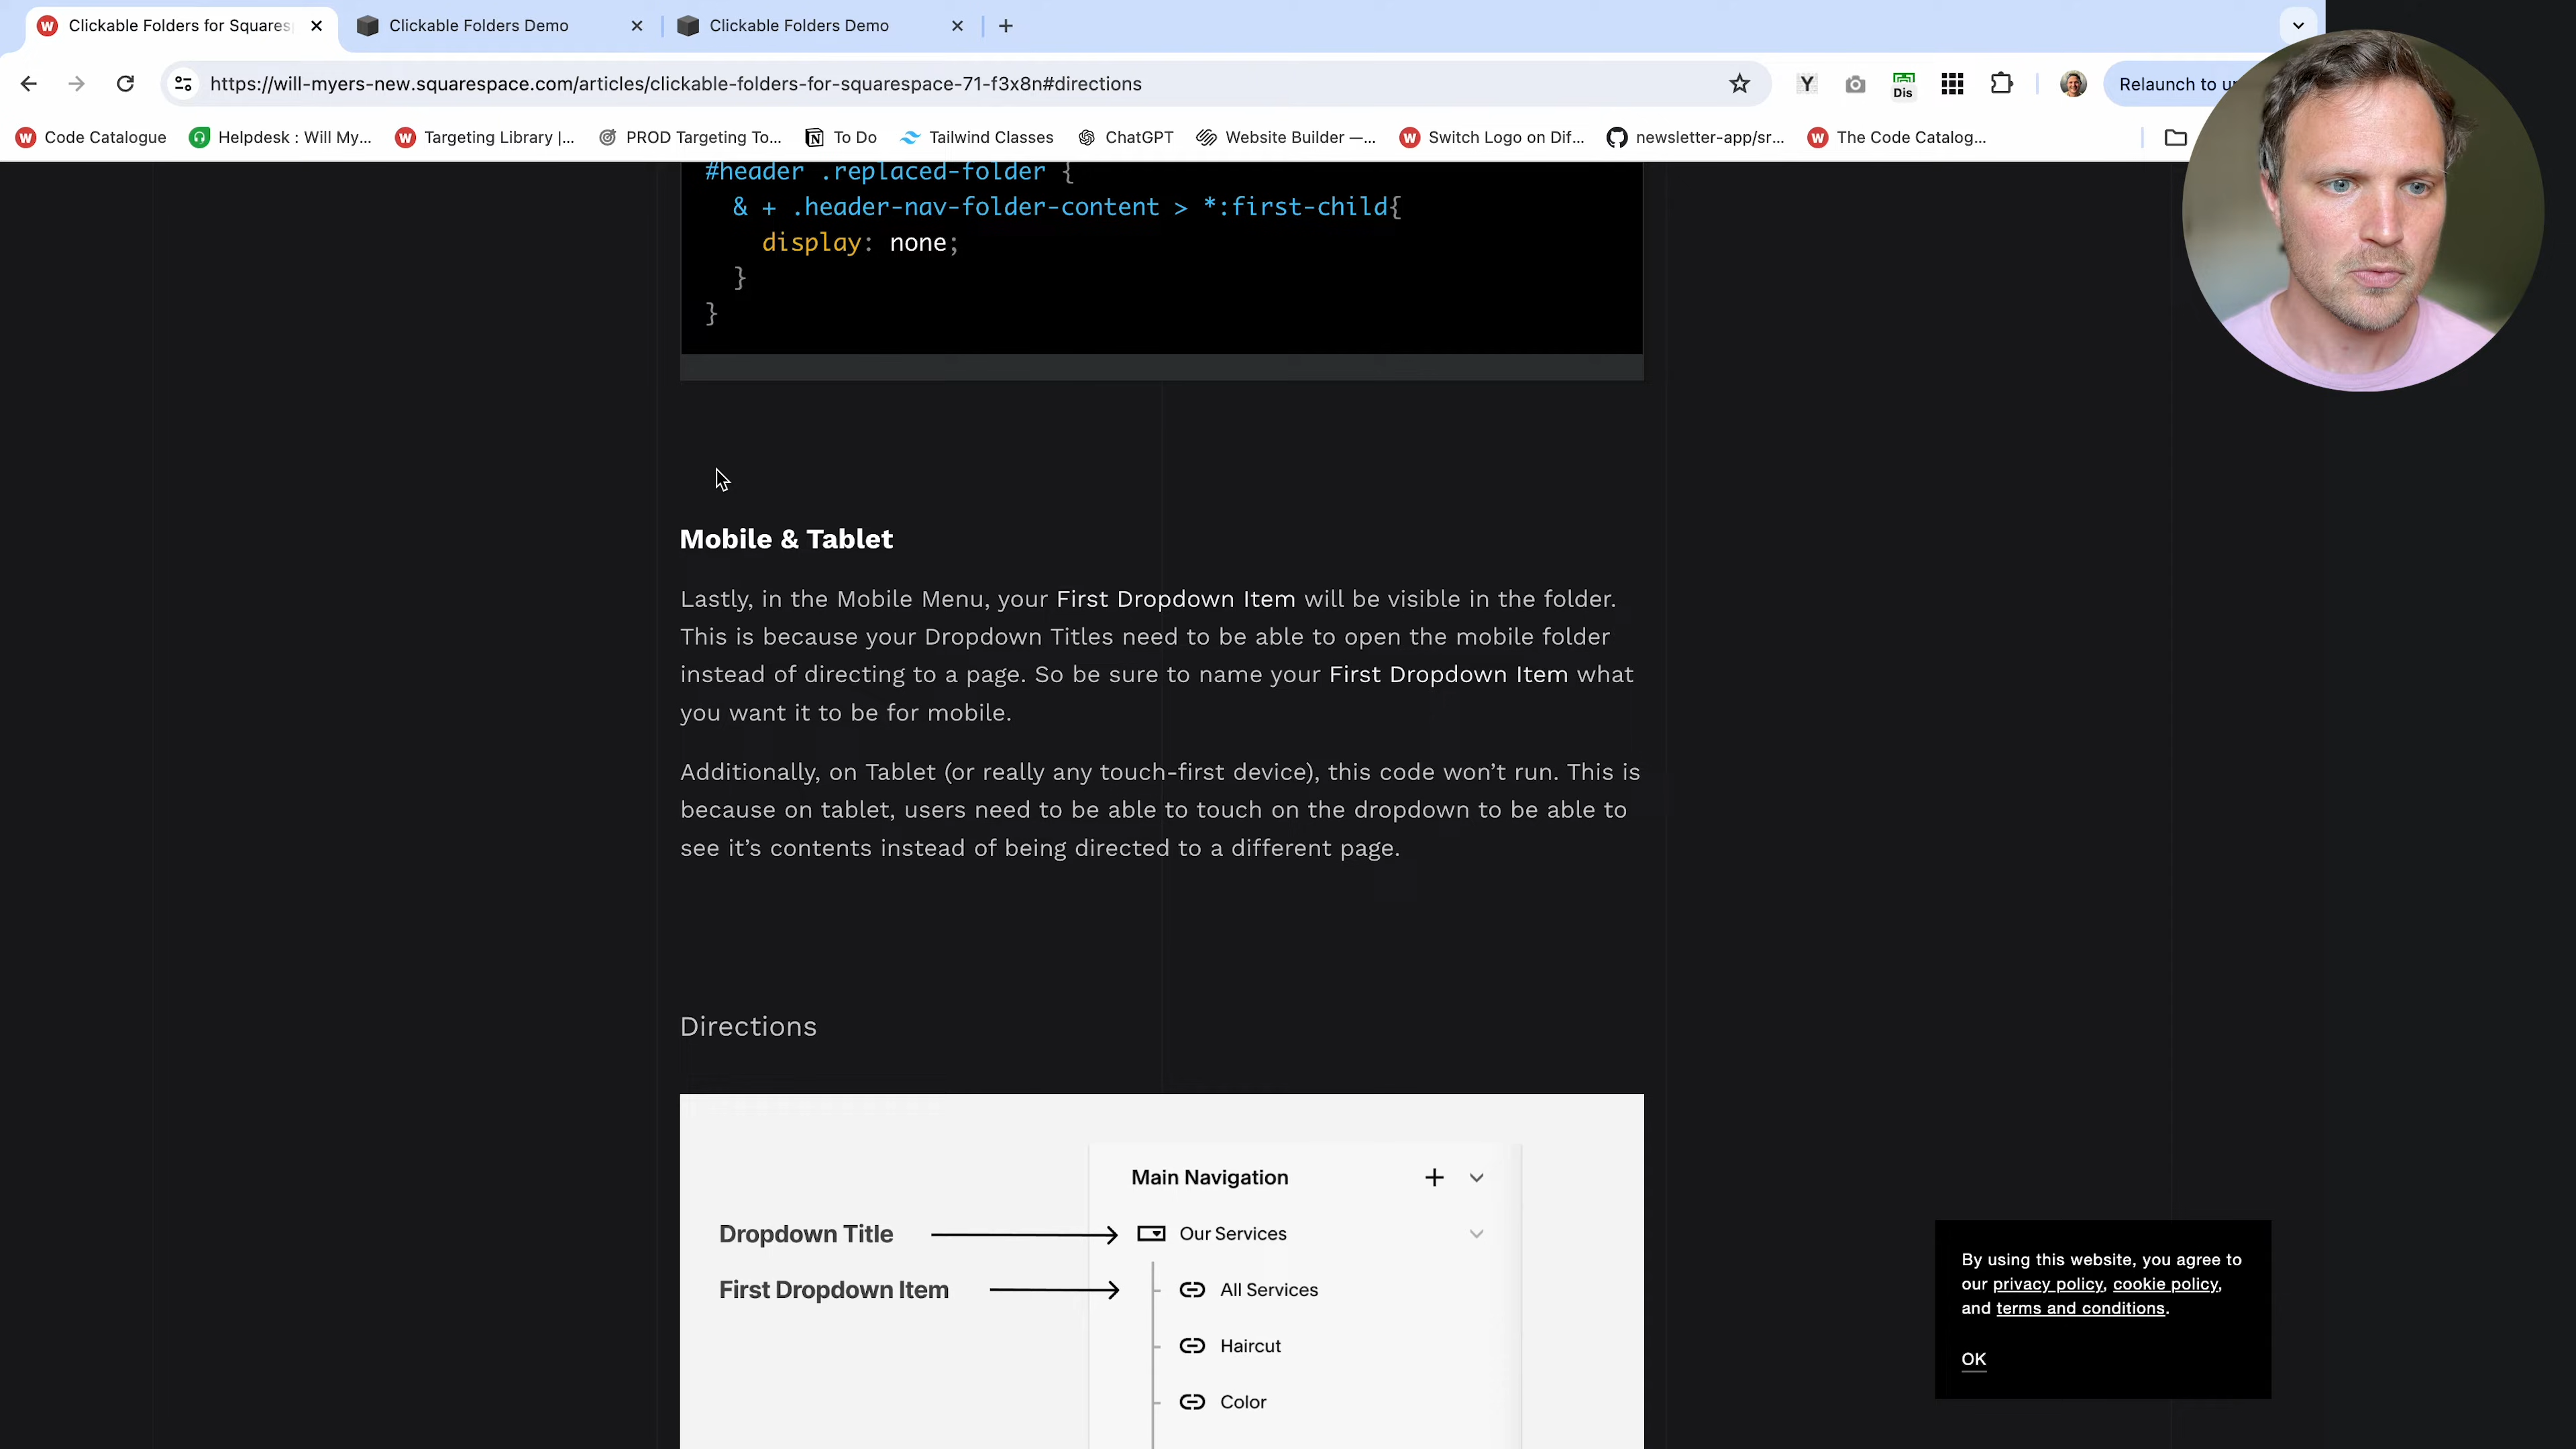 Clickable Folders for Squares
Clickable Folders Demo
Clickable Folders Demo
https://will-myers-new.squarespace.com/articles/clickable-folders-for-squarespace-71-f3x8n#directions
Y
Dis
Relaunch to u
Code Catalogue
Helpdesk : Will My...
Targeting Library |...
PROD Targeting To...
To Do
Tailwind Classes
ChatGPT
Website Builder —...
Switch Logo on Dif...
newsletter-app/sr...
The Code Catalog...
#header .replaced-folder {
& + .header-nav-folder-content > *:first-child{
display: none;
}
}
Mobile & Tablet
Lastly, in the Mobile Menu, your First Dropdown Item will be visible in the folder.
This is because your Dropdown Titles need to be able to open the mobile folder
instead of directing to a page. So be sure to name your First Dropdown Item what
you want it to be for mobile.
Additionally, on Tablet (or really any touch-first device), this code won’t run. This is
because on tablet, users need to be able to touch on the dropdown to be able to
see it’s contents instead of being directed to a different page.
Directions
Main Navigation
Dropdown Title
Our Services
First Dropdown Item
All Services
Haircut
Color
By using this website, you agree to
our privacy policy, cookie policy,
and terms and conditions.
OK